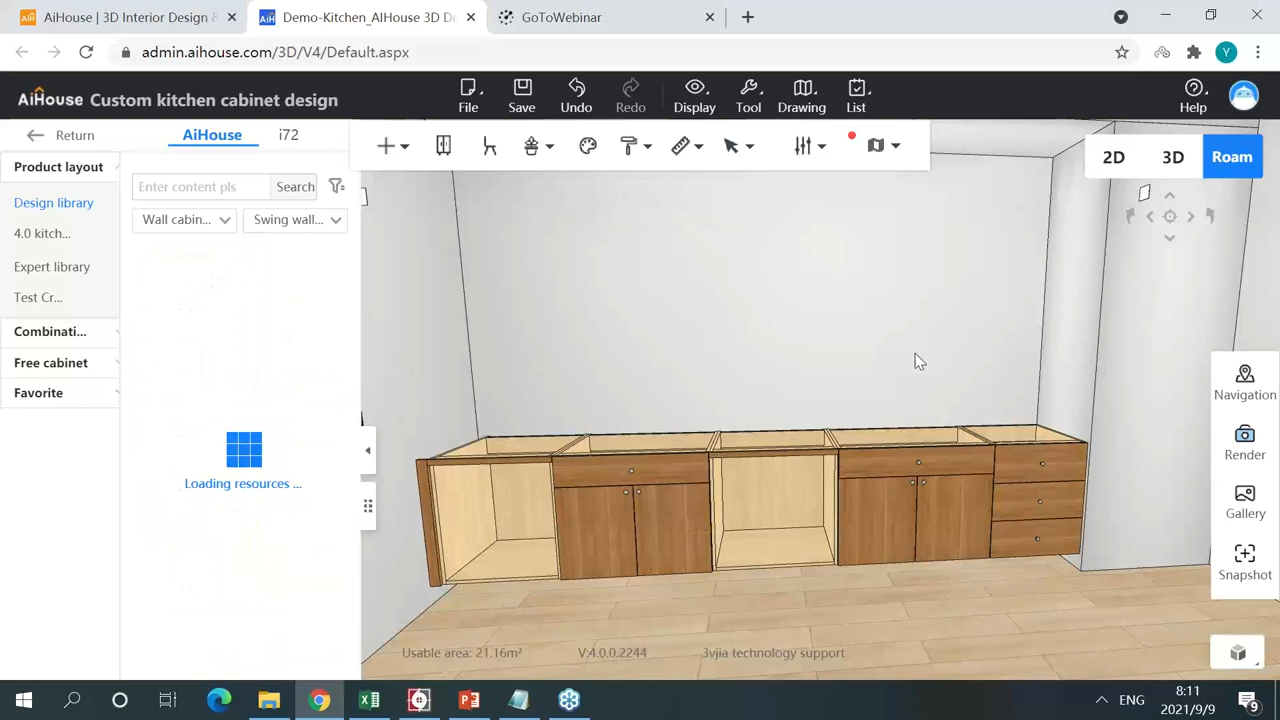 AiHouse | 3D Interior Design &
Demo-Kitchen_AIHouse 3D De
GoToWebinar
admin.aihouse.com/3D/V4/Default.aspx
Y
AiHouse Custom kitchen cabinet design
File
Save
Undo
Redo
Display
Tool
Drawing
List
Help
Return
AiHouse
i72
Product layout
Design library
4.0 kitch...
Expert library
Test Cr...
Combinati...
Free cabinet
Favorite
Enter content pls
Search
Wall cabin...
Swing wall...
Loading resources ...
2D
3D
Roam
Navigation
Render
Gallery
Snapshot
Usable area: 21.16m²
V:4.0.0.2244
3vjia technology support
ENG
8:11
2021/9/9
9